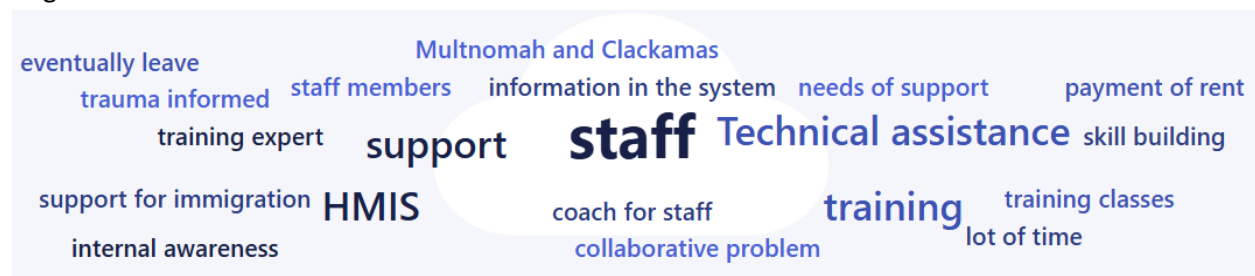 Multnomah and Clackamas
eventually leave
staff members information in the system needs of support payment of rent
trauma informed
training expert support staff Technical assistance skill building
support for immigration HMIS coach for staff training training classes
lot of time
internal awareness collaborative problem